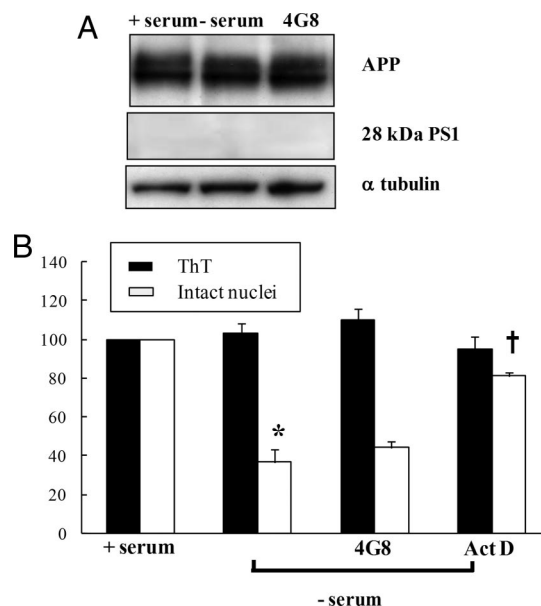 A
+ serum - serum 4G8
APP
28 kDa PS1
α tubulin
B
ThT
Intact nuclei
140
120
100
80
60
40
20
0
*
†
+ serum 4G8 Act D
- serum